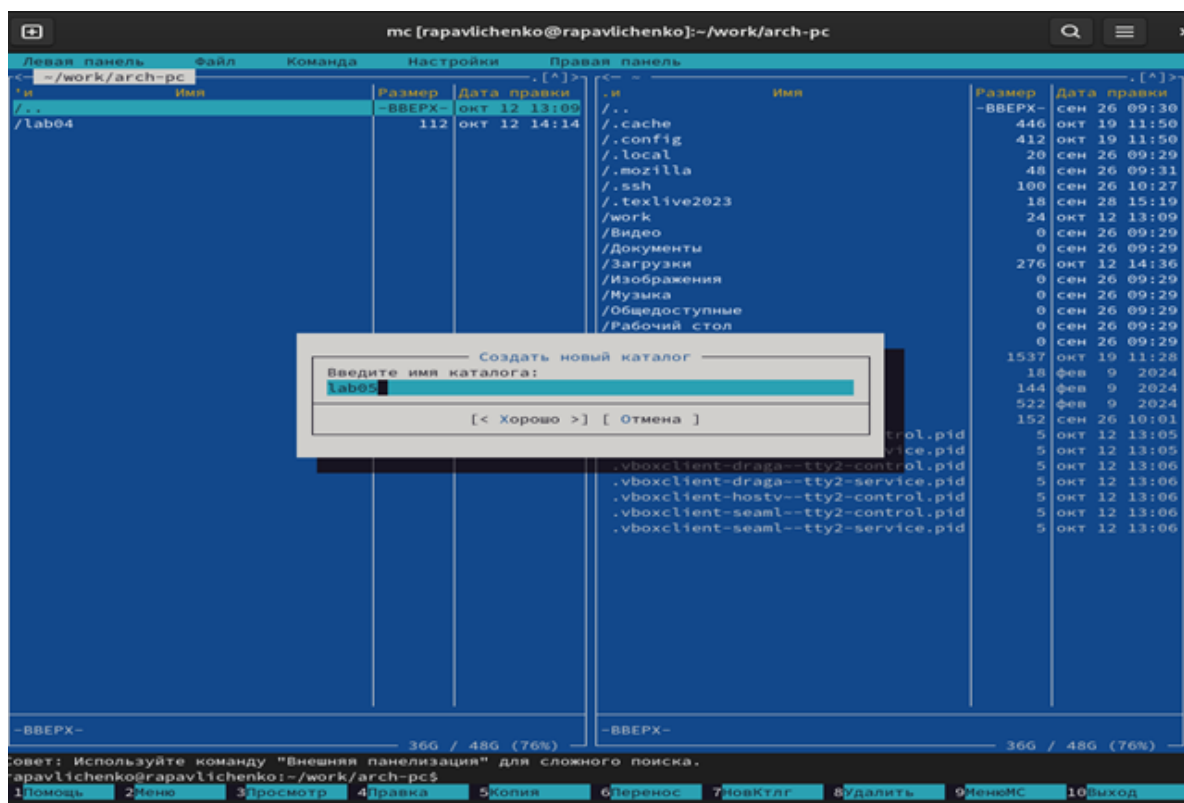 mc [rapavlichenko@rapavlichenko]:~/work/arch-pc
Левая панель Файл Команда Настройки Правая панель
<— ~/work/arch-pc .[^]>
'и Имя Размер Дата правки
/.. -ВВЕРХ- окт 12 13:09
/lab04 112 окт 12 14:14
<— ~ .[^]>
.и Имя Размер Дата правки
/.. -ВВЕРХ- сен 26 09:30
/.cache 446 окт 19 11:50
/.config 412 окт 19 11:50
/.local 20 сен 26 09:29
/.mozilla 48 сен 26 09:31
/.ssh 100 сен 26 10:27
/.texlive2023 18 сен 28 15:19
/work 24 окт 12 13:09
/Видео 0 сен 26 09:29
/Документы 0 сен 26 09:29
/Загрузки 276 окт 12 14:36
/Изображения 0 сен 26 09:29
/Музыка 0 сен 26 09:29
/Общедоступные 0 сен 26 09:29
/Рабочий стол 0 сен 26 09:29
0 сен 26 09:29
1537 окт 19 11:28
18 фев 9 2024
144 фев 9 2024
522 фев 9 2024
152 сен 26 10:01
trol.pid 5 окт 12 13:05
vice.pid 5 окт 12 13:05
.vboxclient-draga--tty2-control.pid 5 окт 12 13:06
.vboxclient-draga--tty2-service.pid 5 окт 12 13:06
.vboxclient-hostv--tty2-control.pid 5 окт 12 13:06
.vboxclient-seaml--tty2-control.pid 5 окт 12 13:06
.vboxclient-seaml--tty2-service.pid 5 окт 12 13:06
Создать новый каталог
Введите имя каталога:
lab05
[< Хорошо >] [ Отмена ]
-ВВЕРХ-
36G / 48G (76%)
-ВВЕРХ-
36G / 48G (76%)
Совет: Используйте команду "Внешняя панелизация" для сложного поиска.
rapavlichenko@rapavlichenko:~/work/arch-pc$
1Помощь 2Меню 3Просмотр 4Правка 5Копия 6Перенос 7НовКтлг 8Удалить 9МенюMC 10Выход